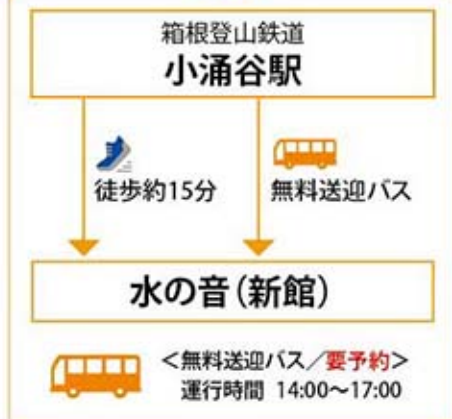 箱根登山鉄道
小涌谷駅
徒歩約15分
無料送迎バス
水の音(新館)
<無料送迎バス/要予約>
運行時間 14:00〜17:00